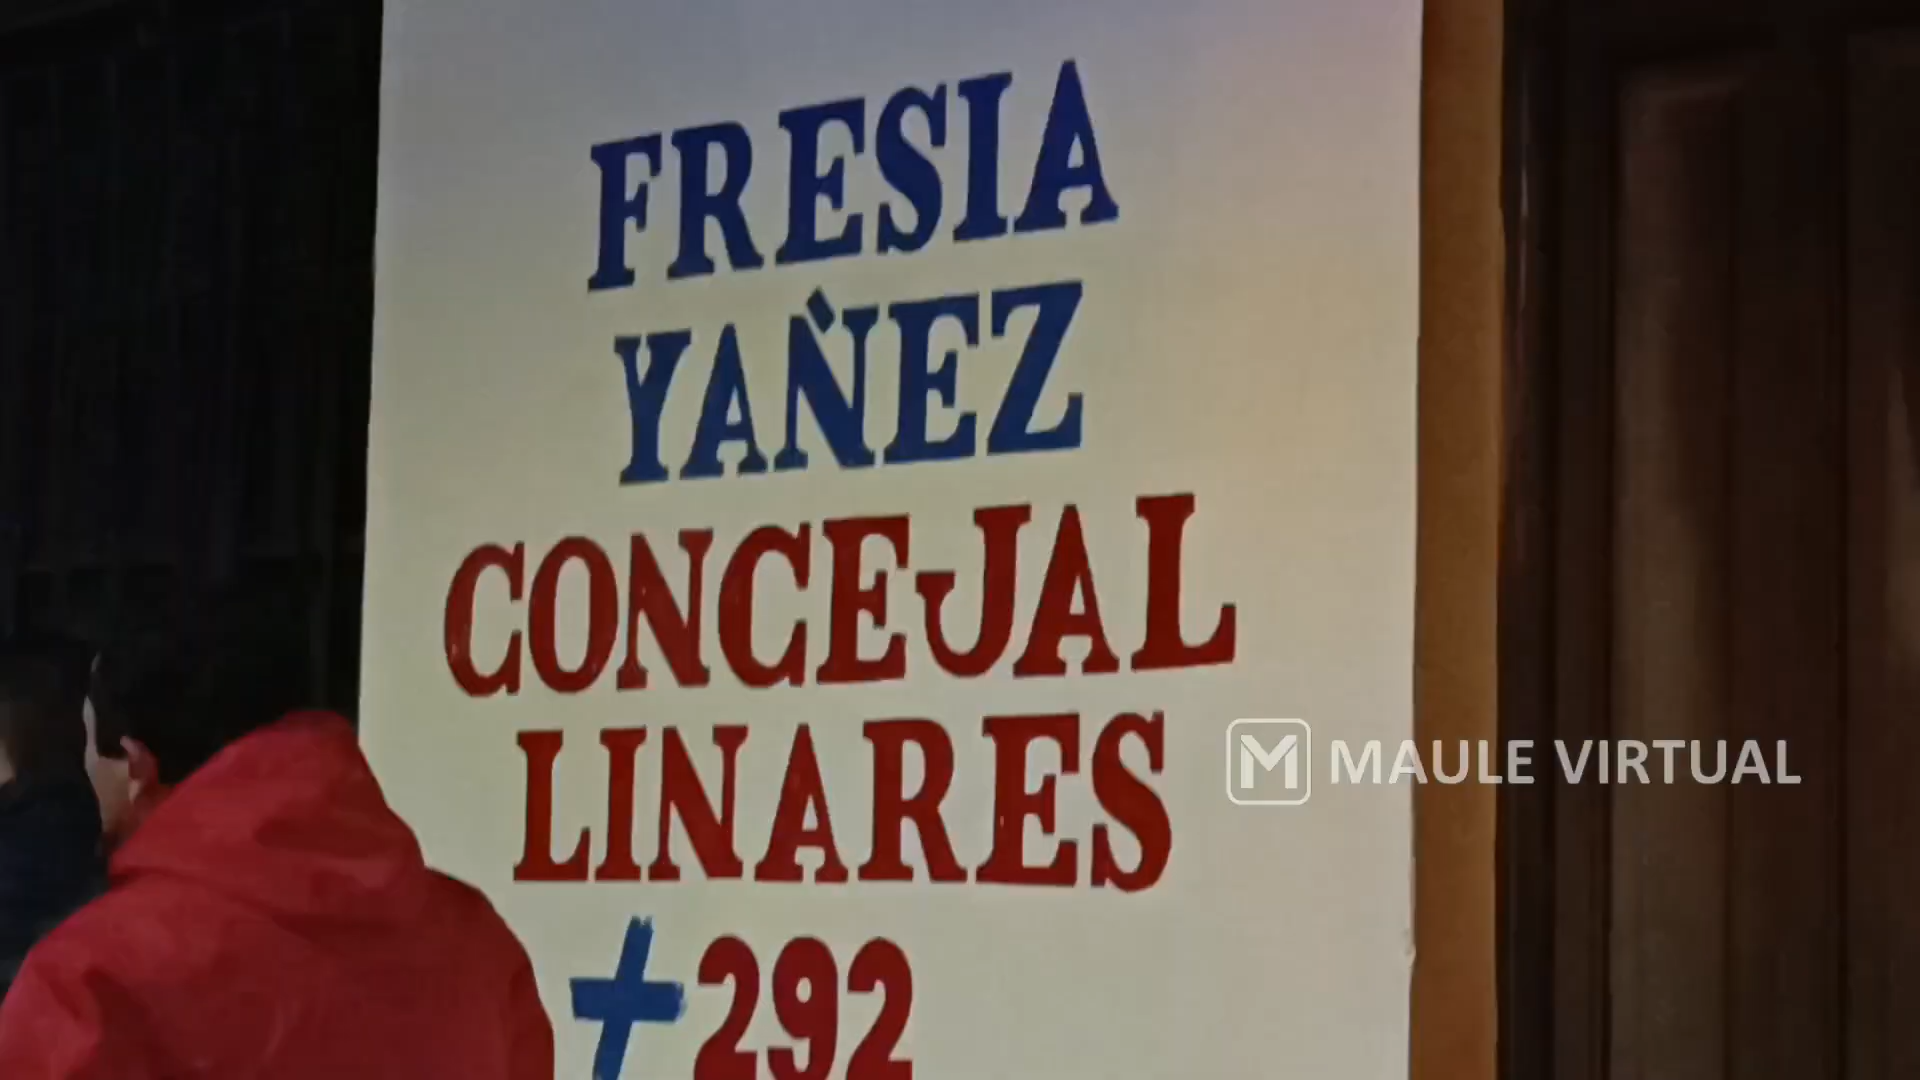 FRESIA
YAÑEZ
CONCEJAL
LINARES
+292
M MAULE VIRTUAL